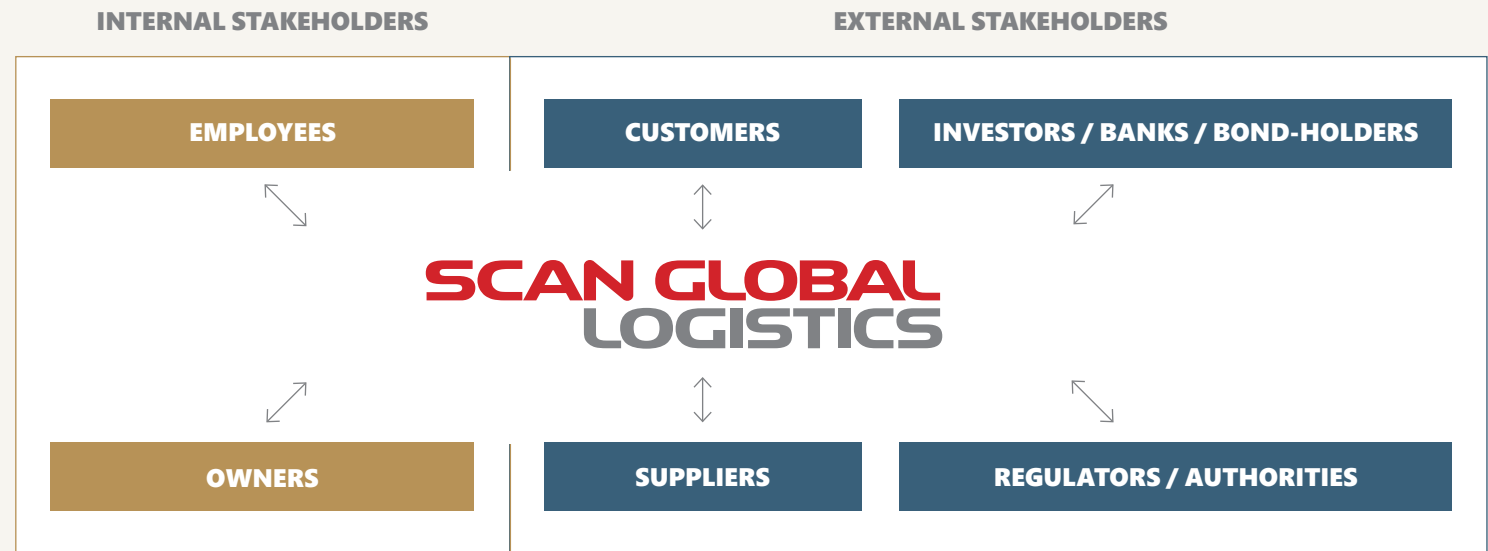 INTERNAL STAKEHOLDERS
EXTERNAL STAKEHOLDERS
EMPLOYEES
CUSTOMERS
INVESTORS / BANKS / BOND-HOLDERS
SCAN GLOBAL
LOGISTICS
OWNERS
SUPPLIERS
REGULATORS / AUTHORITIES